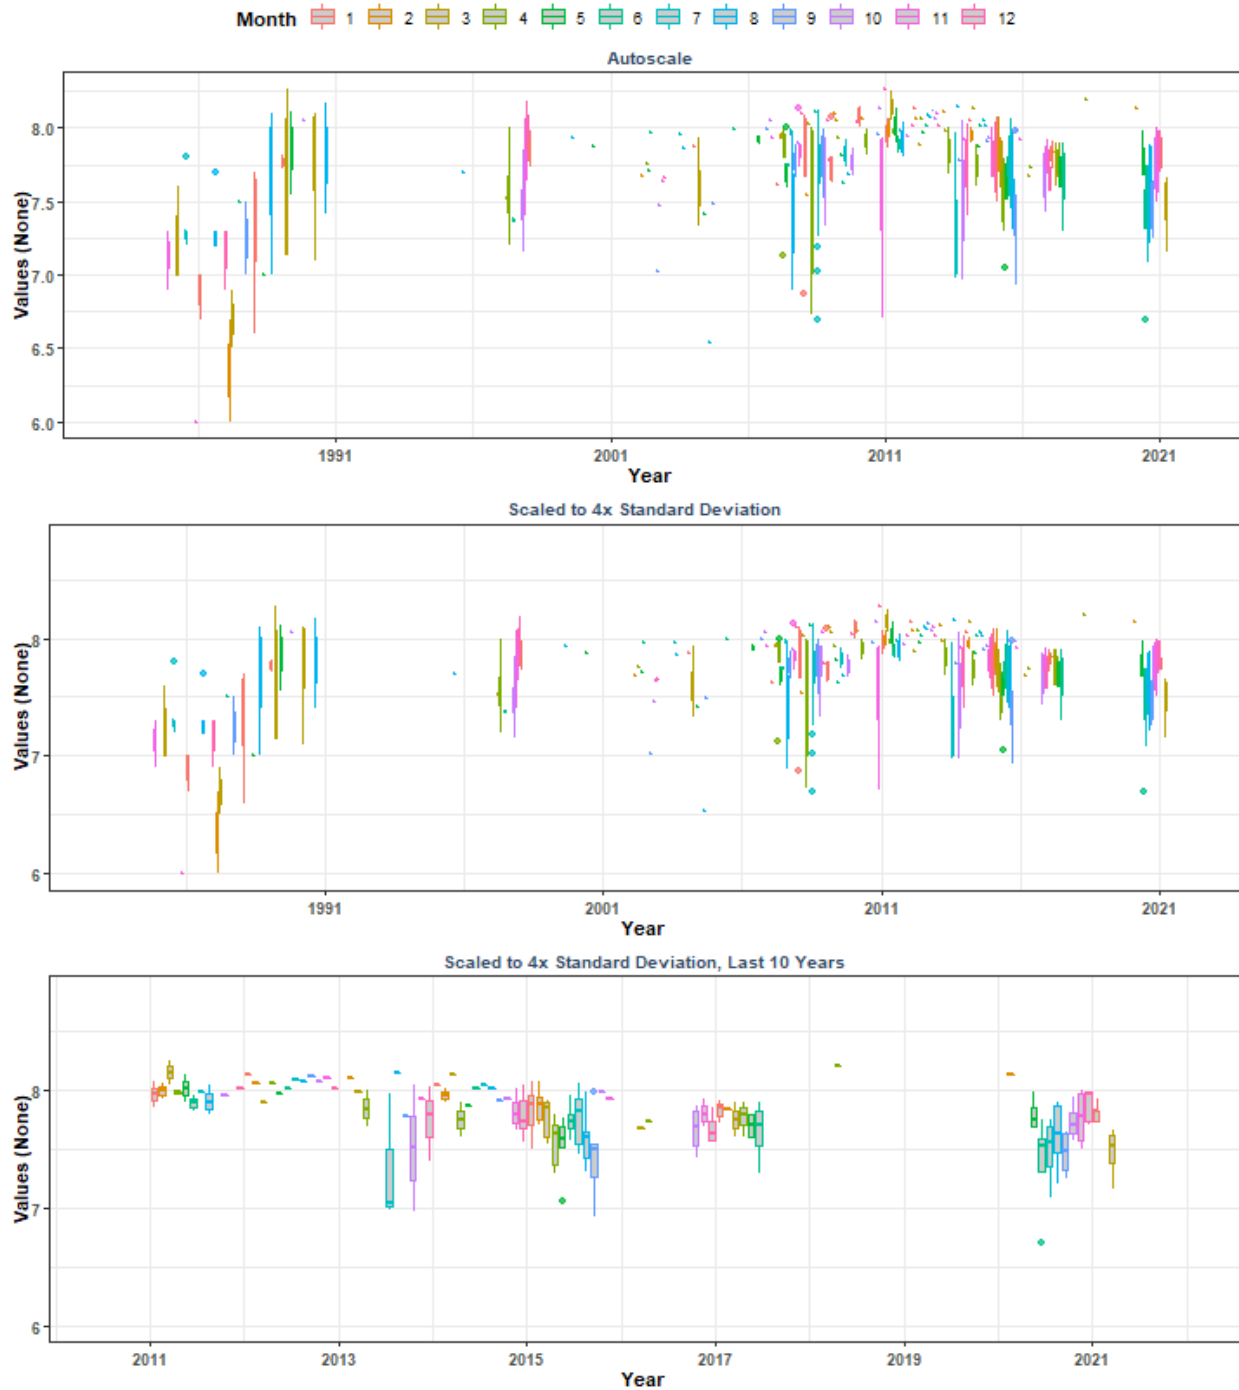 Month 1 2 3 4 5 6 7 8 9 10 11 12
Autoscale
Values (None)
8.0
7.5
7.0
6.5
6.0
1991 2001 2011 2021
Year
Scaled to 4x Standard Deviation
Values (None)
8
7
6
1991 2001 2011 2021
Year
Scaled to 4x Standard Deviation, Last 10 Years
Values (None)
8
7
6
2011 2013 2015 2017 2019 2021
Year